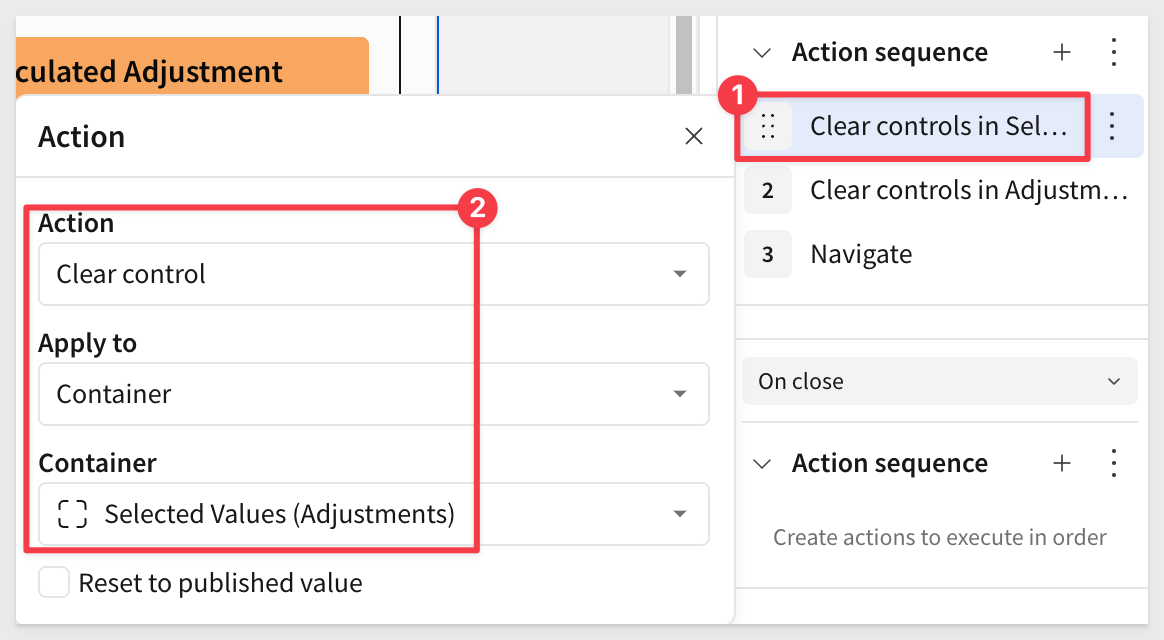 culated Adjustment
Action
Action
Clear control
Apply to
Container
Container
Selected Values (Adjustments)
Reset to published value
2
Action sequence
1
Clear controls in Sel...
2 Clear controls in Adjustm...
3 Navigate
On close
Action sequence
Create actions to execute in order